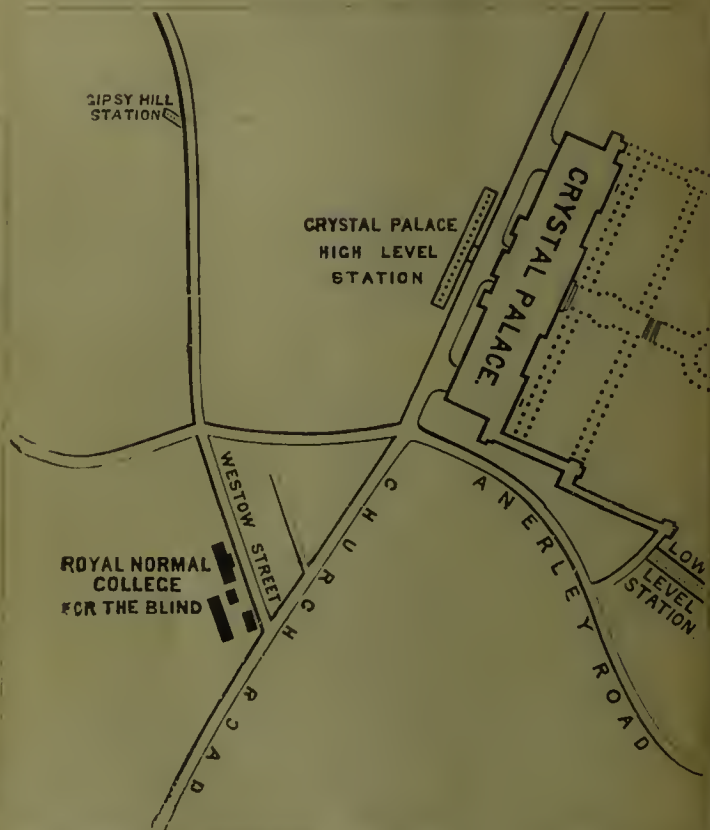 GIPSY HILL
STATION
CRYSTAL PALACE
HIGH LEVEL
STATION
CRYSTAL PALACE.
WESTOW STREET
CHURCH ROAD
ANERLEY ROAD
LOW
LEVEL
STATION
ROYAL NORMAL
COLLEGE
FOR THE BLIND